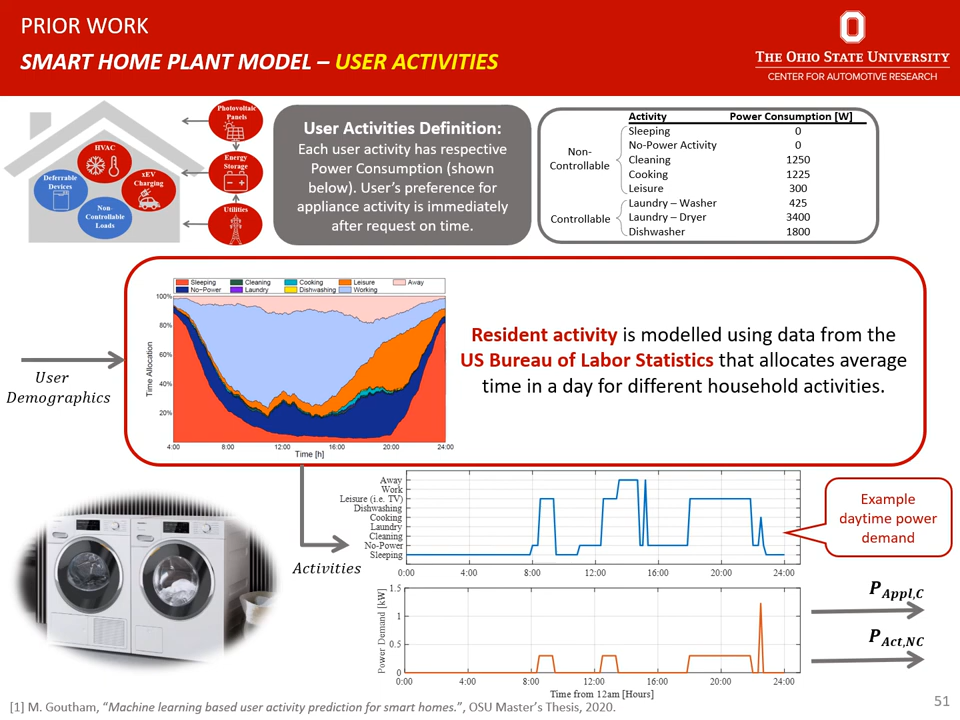 PRIOR WORK
SMART HOME PLANT MODEL – USER ACTIVITIES
THE OHIO STATE UNIVERSITY
CENTER FOR AUTOMOTIVE RESEARCH
Photovoltaic
Panels
HVAC
Energy
Storage
Deferrable
Devices
xEV
Charging
Non-
Controllable
Loads
Utilities
User Activities Definition:
Each user activity has respective
Power Consumption (shown
below). User's preference for
appliance activity is immediately
after request on time.
Activity Power Consumption [W]
Non-
Controllable
Sleeping 0
No-Power Activity 0
Cleaning 1250
Cooking 1225
Leisure 300
Controllable
Laundry – Washer 425
Laundry – Dryer 3400
Dishwasher 1800
User
Demographics
Sleeping Cleaning Cooking Leisure Away
No-Power Laundry Dishwashing Working
Time Allocation
100%
80%
60%
40%
20%
4:00 8:00 12:00 16:00 20:00 24:00
Time [h]
Resident activity is modelled using data from the
US Bureau of Labor Statistics that allocates average
time in a day for different household activities.
Activities
Away
Work
Leisure (i.e. TV)
Dishwashing
Cooking
Laundry
Cleaning
No-Power
Sleeping
0:00 4:00 8:00 12:00 16:00 20:00 24:00
Example
daytime power
demand
Power Demand [kW]
1.5
1
0.5
0
0:00 4:00 8:00 12:00 16:00 20:00 24:00
Time from 12am [Hours]
P Appl,C
P Act,NC
[1] M. Goutham, "Machine learning based user activity prediction for smart homes.", OSU Master's Thesis, 2020.
51